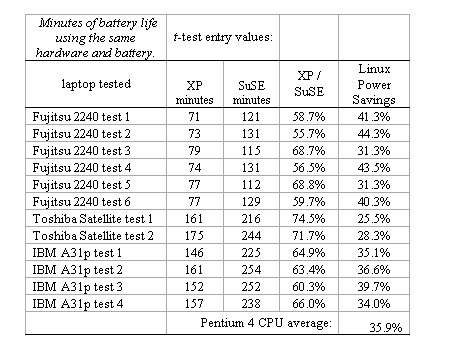 Minutes of battery life using the same hardware and battery. t-test entry values:
laptop tested XP minutes SuSE minutes XP / SuSE Linux Power Savings
Fujitsu 2240 test 1 71 121 58.7% 41.3%
Fujitsu 2240 test 2 73 131 55.7% 44.3%
Fujitsu 2240 test 3 79 115 68.7% 31.3%
Fujitsu 2240 test 4 74 131 56.5% 43.5%
Fujitsu 2240 test 5 77 112 68.8% 31.3%
Fujitsu 2240 test 6 77 129 59.7% 40.3%
Toshiba Satellite test 1 161 216 74.5% 25.5%
Toshiba Satellite test 2 175 244 71.7% 28.3%
IBM A31p test 1 146 225 64.9% 35.1%
IBM A31p test 2 161 254 63.4% 36.6%
IBM A31p test 3 152 252 60.3% 39.7%
IBM A31p test 4 157 238 66.0% 34.0%
Pentium 4 CPU average: 35.9%